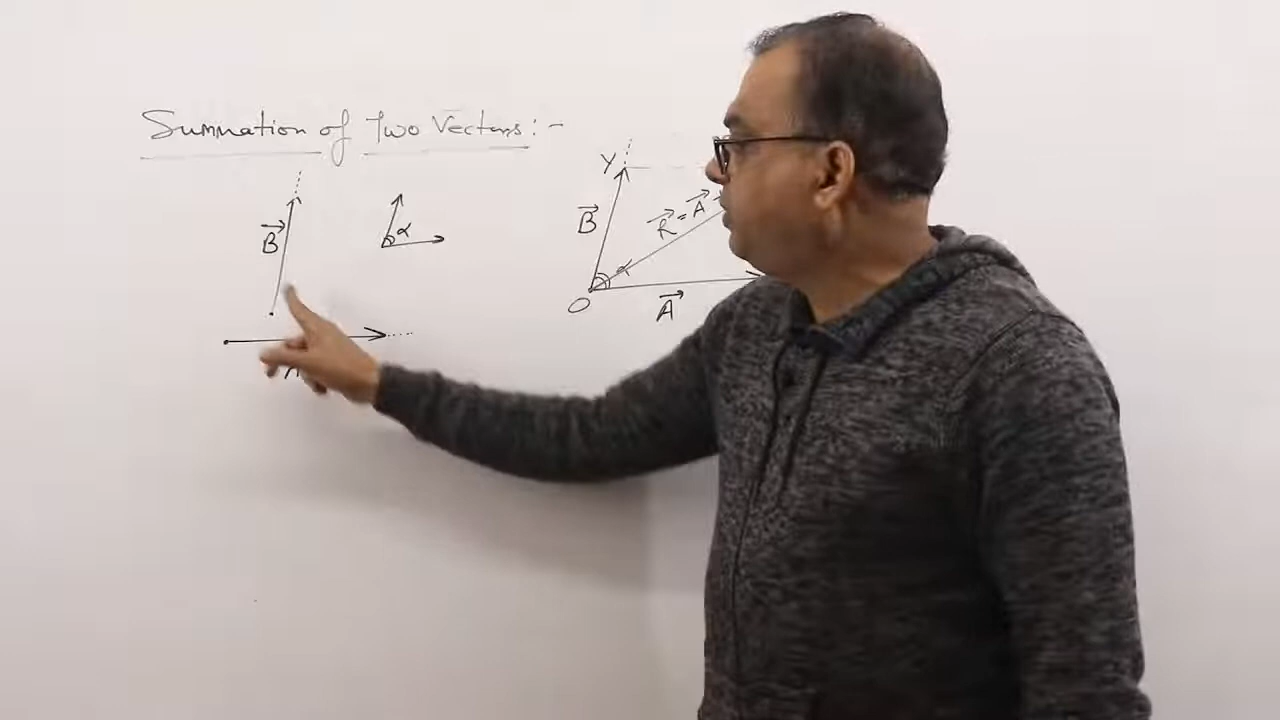 Summation of Two Vectors:-
B⃗
α
Y
B⃗
R⃗ = A⃗
α
O
A⃗